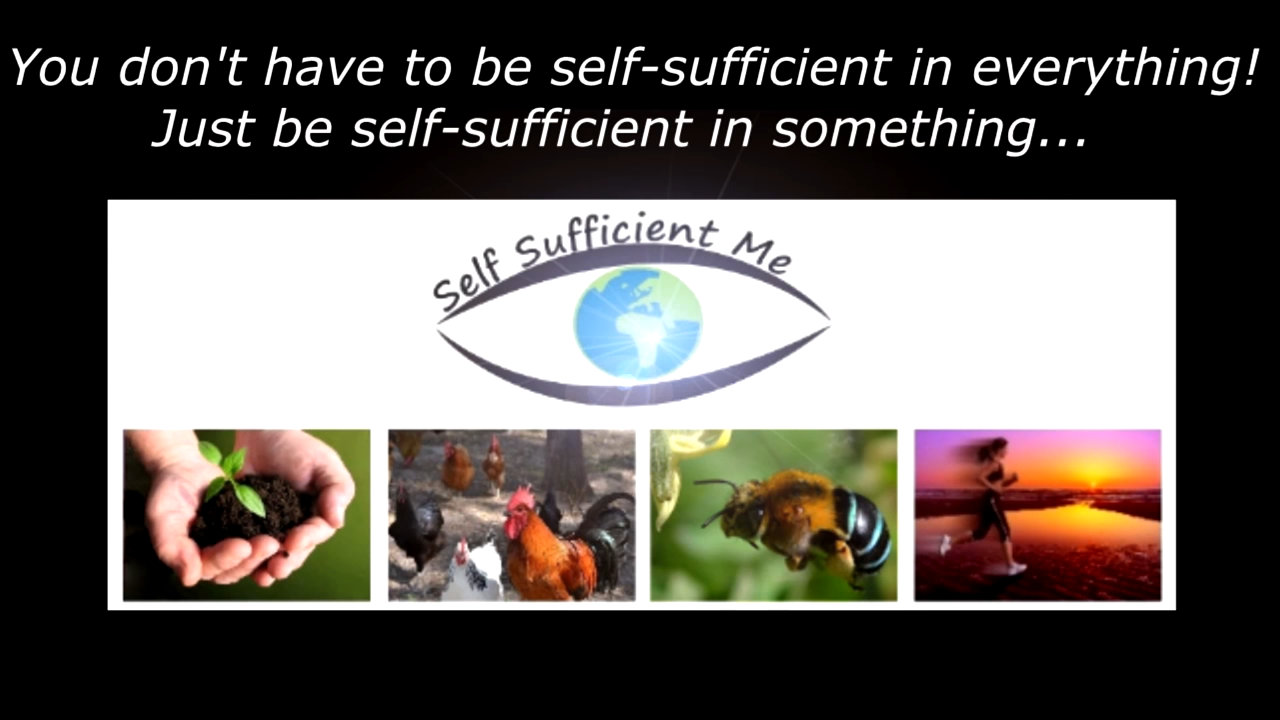 You don't have to be self-sufficient in everything!
Just be self-sufficient in something...
Self Sufficient Me